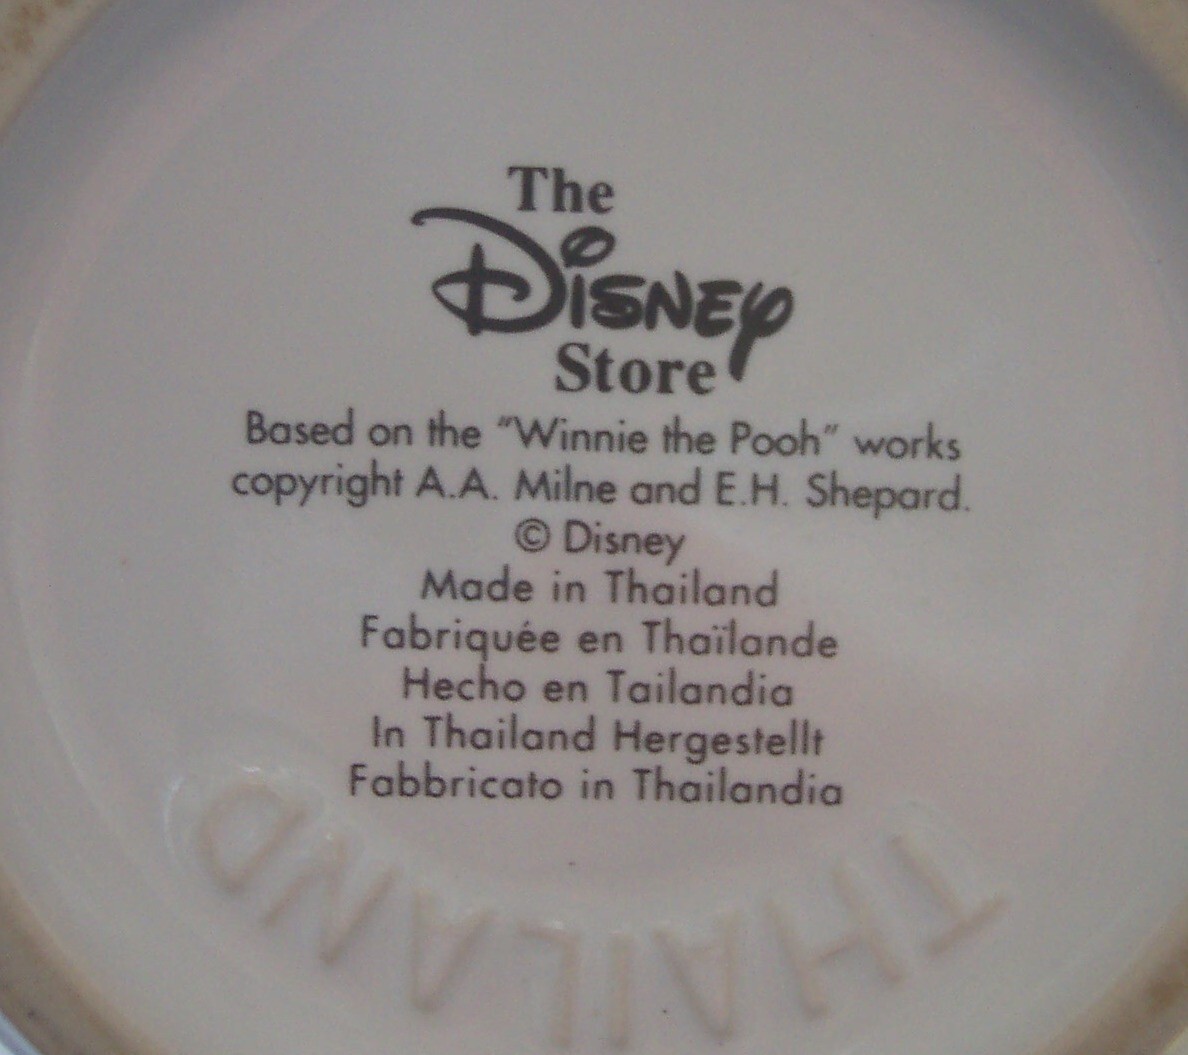 The
Disney
Store
Based on the "Winnie the Pooh" works
copyright A.A. Milne and E.H. Shepard.
© Disney
Made in Thailand
Fabriquée en Thaïlande
Hecho en Tailandia
In Thailand Hergestellt
Fabbricato in Thailandia
THAILAND